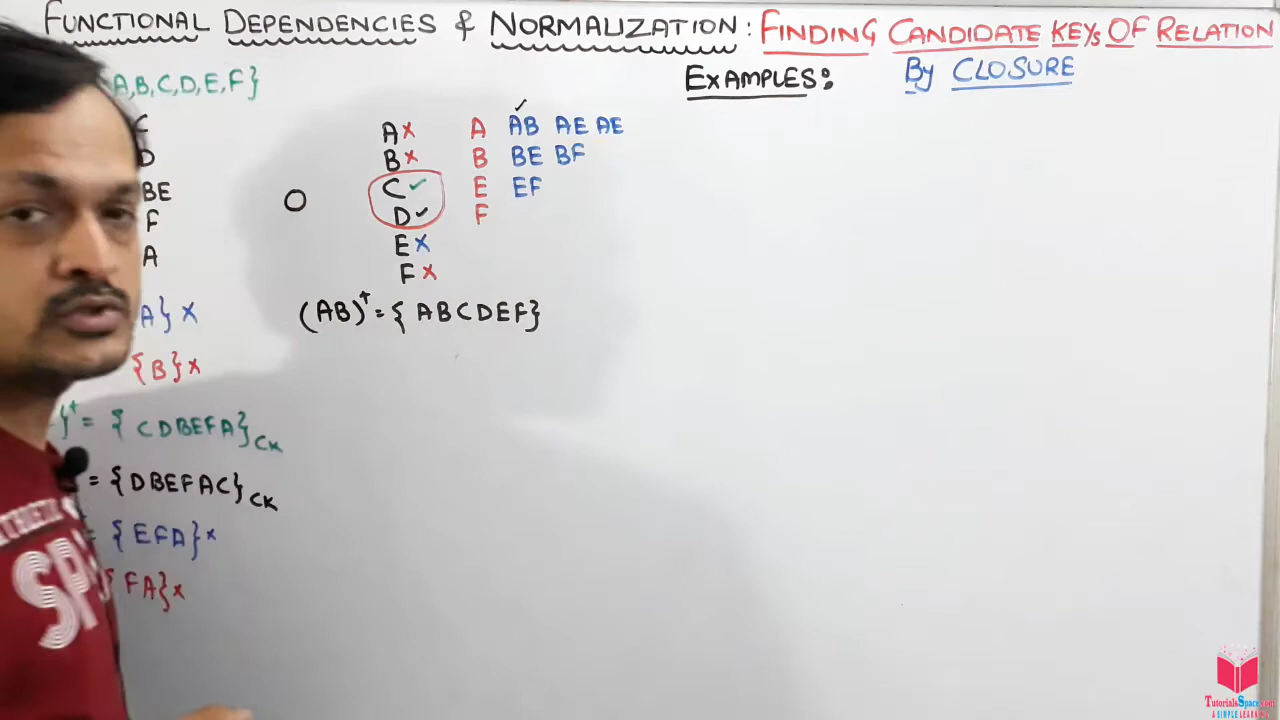 FUNCTIONAL DEPENDENCIES & NORMALIZATION : FINDING CANDIDATE KEYS OF RELATION
EXAMPLES: By CLOSURE
A,B,C,D,E,F}
C
D
BE
F
A
A} ×
{B} ×
}⁺ = { CDBEFA} CK
= {DBEFAC} CK
= { EFA} ×
{ FA} ×
O
A ×
B ×
C ✓
D ✓
E ×
F ×
A
B
E
F
✓
AB AE AE
BE BF
EF
(AB)⁺ = { ABCDEF}
TutorialsSpace.com
A SIMPLE LEARNING